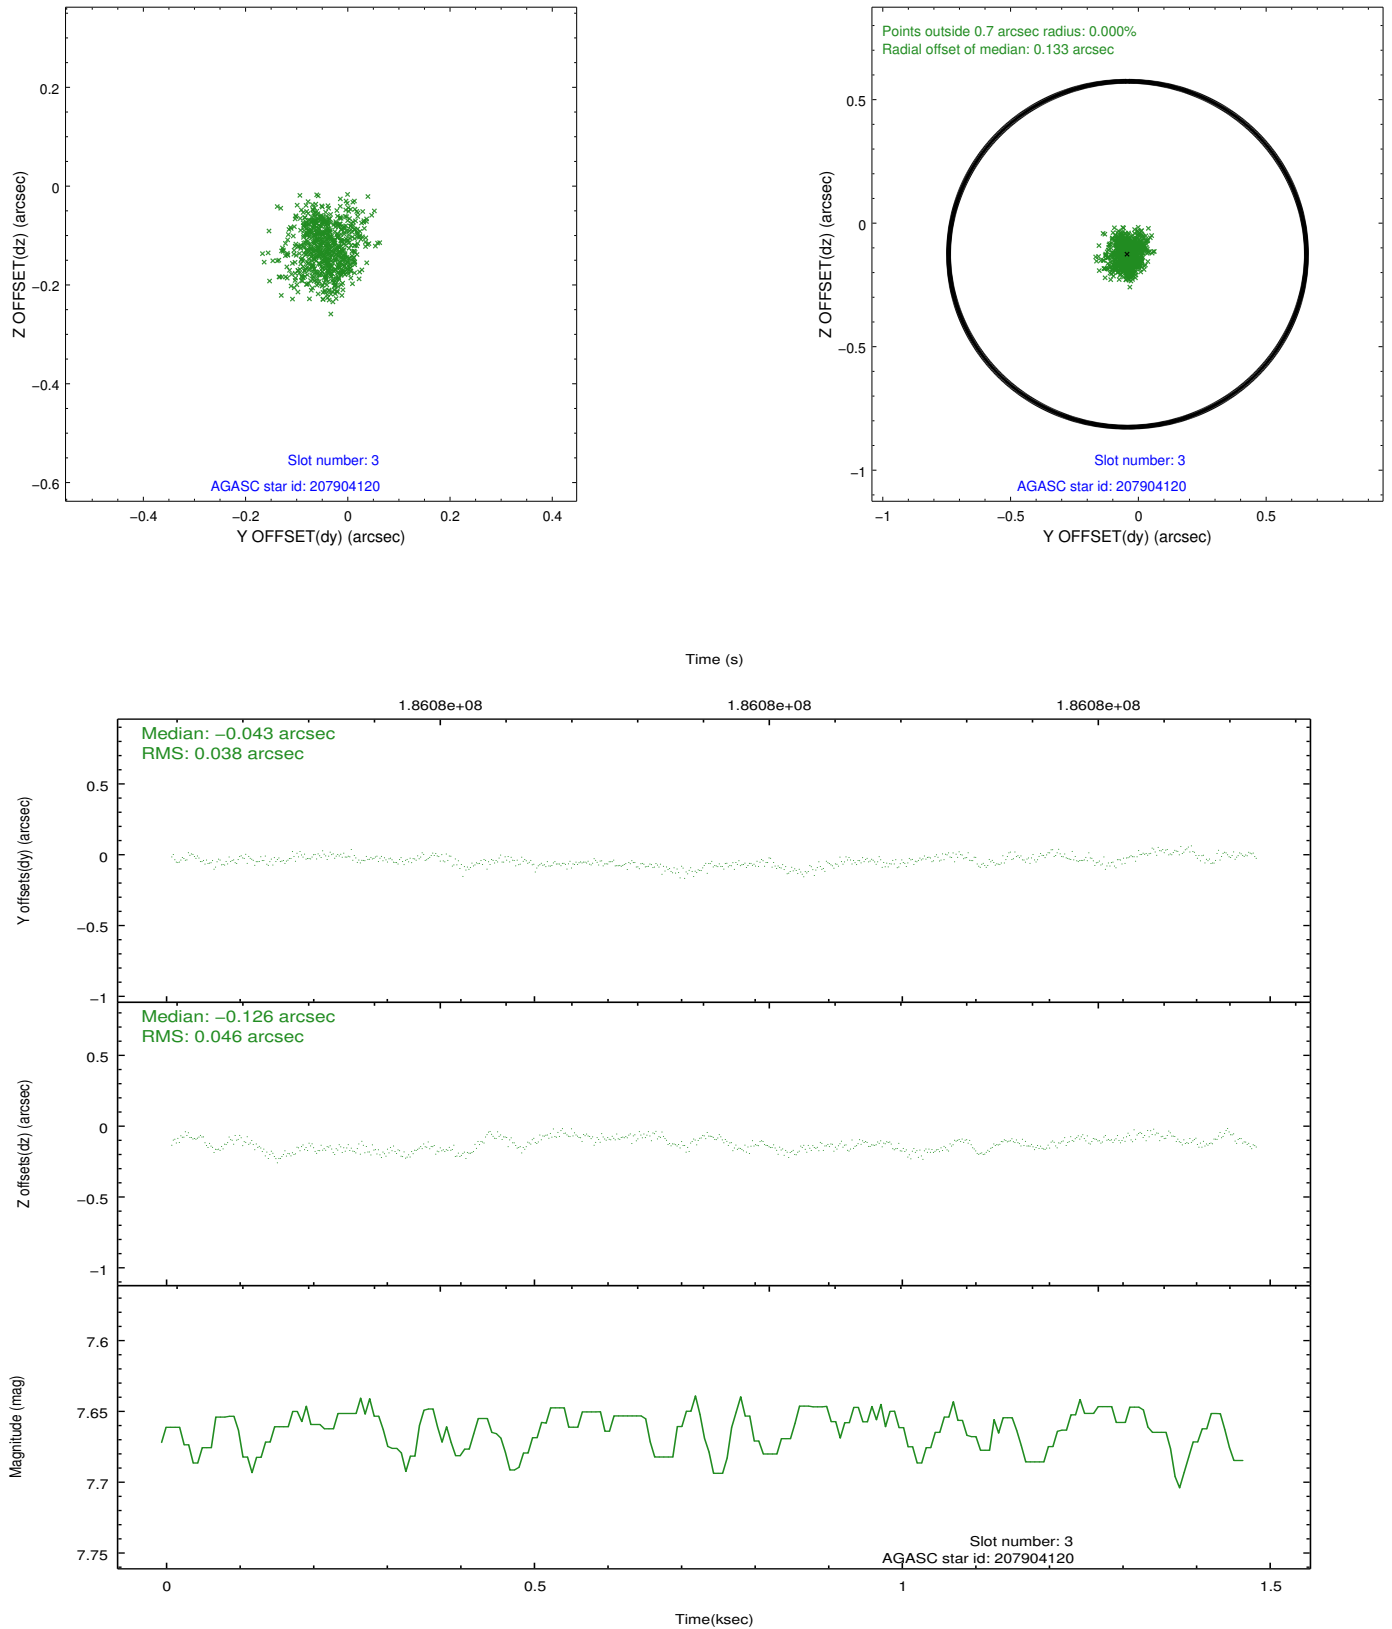 0.2
0
−0.2
−0.4
−0.6
Z OFFSET(dz) (arcsec)
Slot number: 3
AGASC star id: 207904120
−0.4
−0.2
0
0.2
0.4
Y OFFSET(dy) (arcsec)
Points outside 0.7 arcsec radius: 0.000%
Radial offset of median: 0.133 arcsec
0.5
0
−0.5
−1
Z OFFSET(dz) (arcsec)
Slot number: 3
AGASC star id: 207904120
−1
−0.5
0
0.5
Y OFFSET(dy) (arcsec)
Time (s)
1.8608e+08
1.8608e+08
1.8608e+08
Median: −0.043 arcsec
RMS: 0.038 arcsec
0.5
0
−0.5
−1
Y offsets(dy) (arcsec)
Median: −0.126 arcsec
RMS: 0.046 arcsec
0.5
0
−0.5
−1
Z offsets(dz) (arcsec)
7.6
7.65
7.7
7.75
Magnitude (mag)
Slot number: 3
AGASC star id: 207904120
0
0.5
1
1.5
Time(ksec)